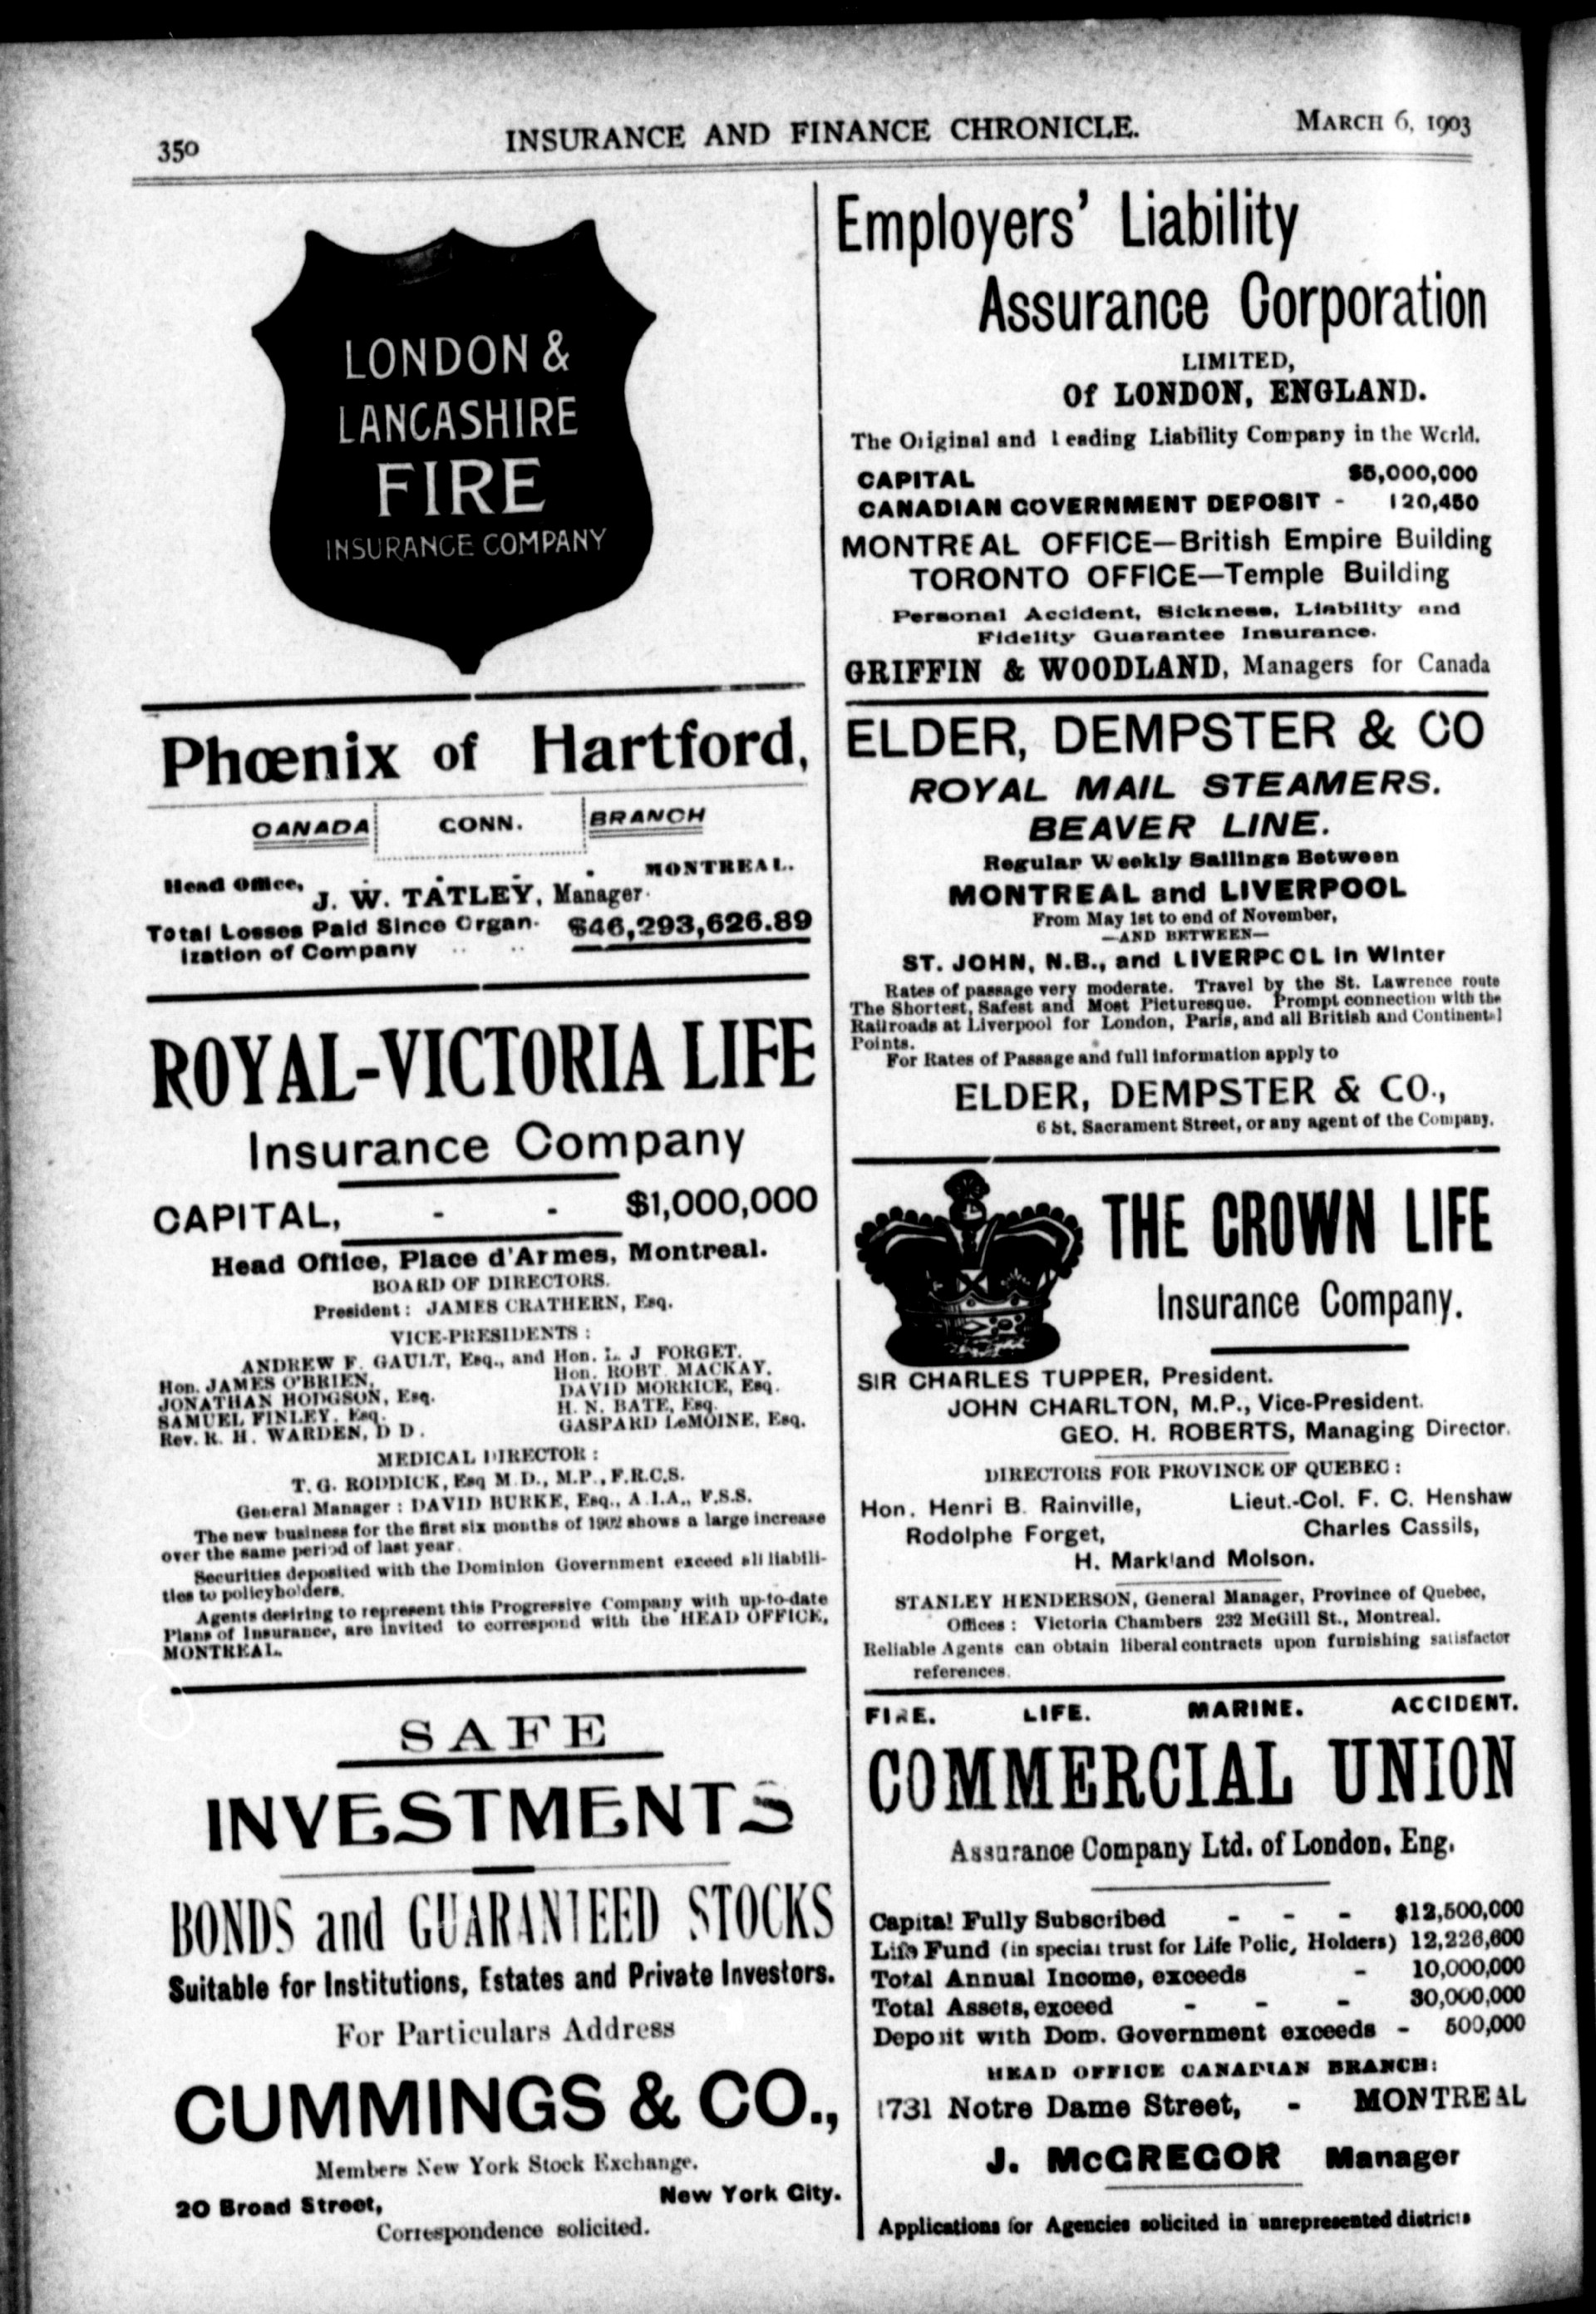 350
INSURANCE AND FINANCE CHRONICLE.
MARCH 6, 1903
LONDON &
LANCASHIRE
FIRE
INSURANCE COMPANY
Phœnix of Hartford,
CANADA CONN. BRANCH
Head Office, MONTREAL.
J. W. TATLEY, Manager.
Total Losses Paid Since Organ- $46,293,626.89
ization of Company
ROYAL-VICTORIA LIFE
Insurance Company
CAPITAL, - - $1,000,000
Head Office, Place d'Armes, Montreal.
BOARD OF DIRECTORS.
President: JAMES CRATHERN, Esq.
VICE-PRESIDENTS:
ANDREW F. GAULT, Esq., and Hon. L. J FORGET.
Hon. JAMES O'BRIEN, Hon. ROBT MACKAY.
JONATHAN HODGSON, Esq. DAVID MORRICE, Esq.
SAMUEL FINLEY, Esq. H. N. BATE, Esq.
Rev. R. H. WARDEN, D D. GASPARD LeMOINE, Esq.
MEDICAL DIRECTOR:
T. G. RODDICK, Esq M D., M.P., F.R.C.S.
General Manager: DAVID BURKE, Esq., A.I.A., F.S.S.
The new business for the first six months of 1902 shows a large increase
over the same period of last year.
Securities deposited with the Dominion Government exceed all liabili-
ties to policyholders.
Agents desiring to represent this Progressive Company with up-to-date
Plans of Insurance, are invited to correspond with the HEAD OFFICE,
MONTREAL.
SAFE
INVESTMENTS
BONDS and GUARANTEED STOCKS
Suitable for Institutions, Estates and Private Investors.
For Particulars Address
CUMMINGS & CO.,
Members New York Stock Exchange.
20 Broad Street, New York City.
Correspondence solicited.
Employers' Liability
Assurance Corporation
LIMITED,
Of LONDON, ENGLAND.
The Original and Leading Liability Company in the World.
CAPITAL $5,000,000
CANADIAN GOVERNMENT DEPOSIT - 120,450
MONTREAL OFFICE—British Empire Building
TORONTO OFFICE—Temple Building
Personal Accident, Sickness, Liability and
Fidelity Guarantee Insurance.
GRIFFIN & WOODLAND, Managers for Canada
ELDER, DEMPSTER & CO
ROYAL MAIL STEAMERS.
BEAVER LINE.
Regular Weekly Sailings Between
MONTREAL and LIVERPOOL
From May 1st to end of November,
—AND BETWEEN—
ST. JOHN, N.B., and LIVERPOOL in Winter
Rates of passage very moderate. Travel by the St. Lawrence route
The Shortest, Safest and Most Picturesque. Prompt connection with the
Railroads at Liverpool for London, Paris, and all British and Continental
Points.
For Rates of Passage and full information apply to
ELDER, DEMPSTER & CO.,
6 St. Sacrament Street, or any agent of the Company.
THE CROWN LIFE
Insurance Company.
SIR CHARLES TUPPER, President.
JOHN CHARLTON, M.P., Vice-President.
GEO. H. ROBERTS, Managing Director.
DIRECTORS FOR PROVINCE OF QUEBEC:
Hon. Henri B. Rainville, Lieut.-Col. F. C. Henshaw
Rodolphe Forget, Charles Cassils,
H. Markland Molson.
STANLEY HENDERSON, General Manager, Province of Quebec,
Offices: Victoria Chambers 232 McGill St., Montreal.
Reliable Agents can obtain liberal contracts upon furnishing satisfactor
references.
FIRE. LIFE. MARINE. ACCIDENT.
COMMERCIAL UNION
Assurance Company Ltd. of London, Eng.
Capital Fully Subscribed - - - $12,500,000
Life Fund (in special trust for Life Polic, Holders) 12,226,600
Total Annual Income, exceeds - 10,000,000
Total Assets, exceed - - - 30,000,000
Deposit with Dom. Government exceeds - 500,000
HEAD OFFICE CANADIAN BRANCH:
1731 Notre Dame Street, - MONTREAL
J. McGREGOR Manager
Applications for Agencies solicited in unrepresented districts